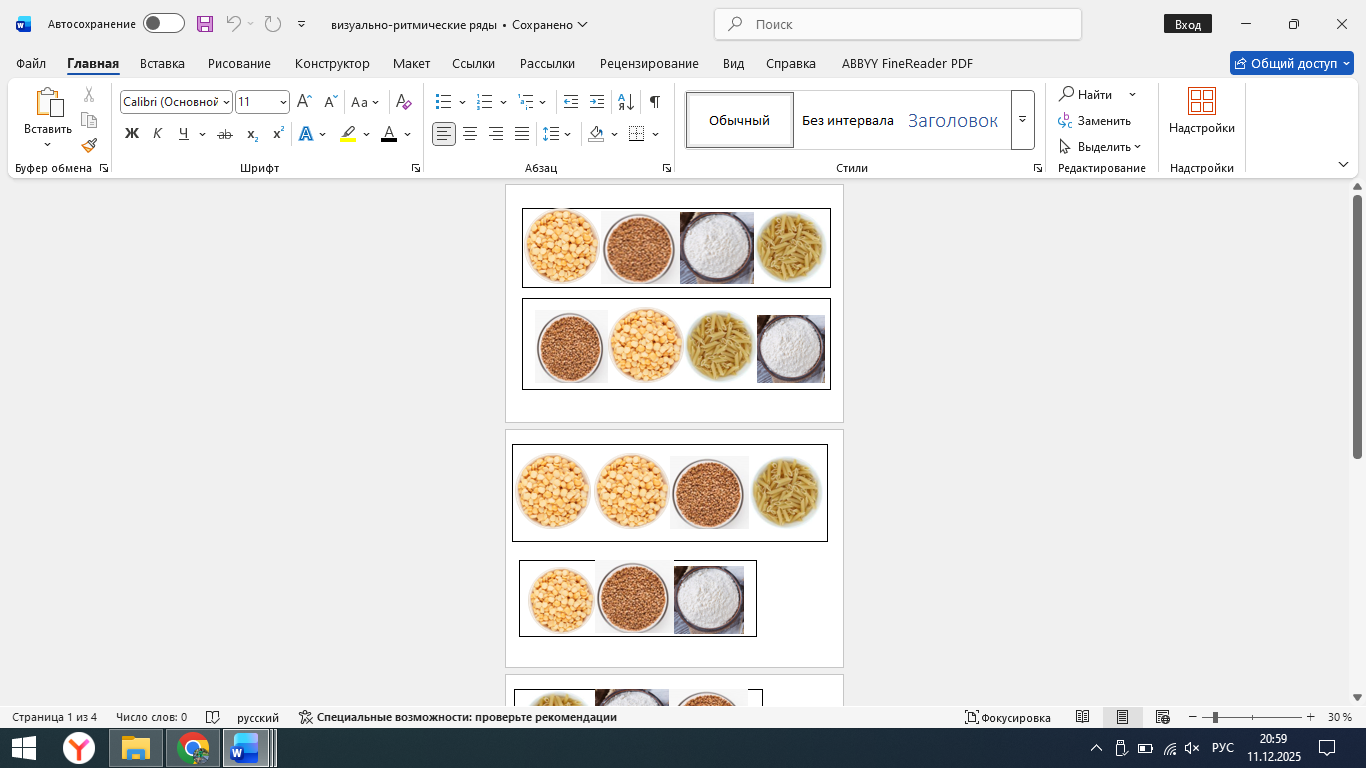 Автосохранение
визуально-ритмические ряды • Сохранено
Поиск
Вход
Файл Главная Вставка Рисование Конструктор Макет Ссылки Рассылки Рецензирование Вид Справка ABBYY FineReader PDF
Общий доступ
Вставить
Буфер обмена
Calibri (Основной 11
Aa
Ж К Ч ab x₂ x²
Шрифт
Абзац
Обычный
Без интервала
Заголовок
Стили
Найти
Заменить
Выделить
Редактирование
Надстройки
Надстройки
Страница 1 из 4 Число слов: 0 русский Специальные возможности: проверьте рекомендации
Фокусировка
30 %
РУС
20:59
11.12.2025